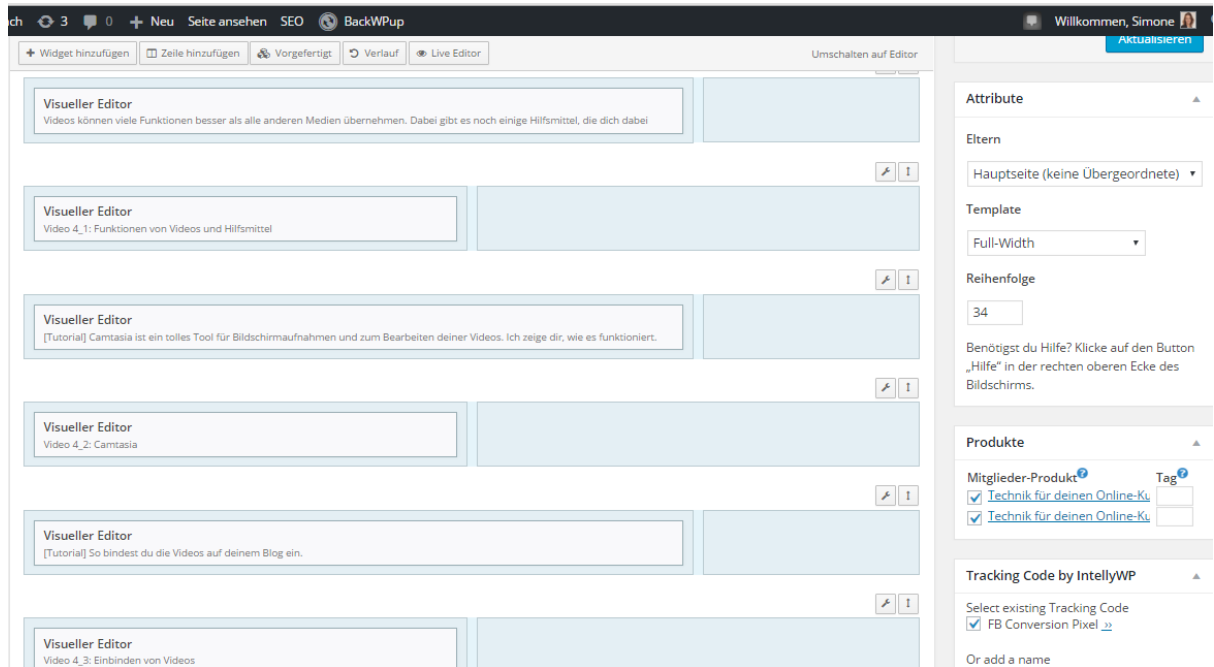 3 0 Neu Seite ansehen SEO BackWPup Willkommen, Simone
Widget hinzufügen Zeile hinzufügen Vorgefertigt Verlauf Live Editor Umschalten auf Editor
Visueller Editor
Videos können viele Funktionen besser als alle anderen Medien übernehmen. Dabei gibt es noch einige Hilfsmittel, die dich dabei
Visueller Editor
Video 4_1: Funktionen von Videos und Hilfsmittel
Visueller Editor
[Tutorial] Camtasia ist ein tolles Tool für Bildschirmaufnahmen und zum Bearbeiten deiner Videos. Ich zeige dir, wie es funktioniert.
Visueller Editor
Video 4_2: Camtasia
Visueller Editor
[Tutorial] So bindest du die Videos auf deinem Blog ein.
Visueller Editor
Video 4_3: Einbinden von Videos
Aktualisieren
Attribute
Eltern
Hauptseite (keine Übergeordnete)
Template
Full-Width
Reihenfolge
34
Benötigst du Hilfe? Klicke auf den Button
„Hilfe" in der rechten oberen Ecke des
Bildschirms.
Produkte
Mitglieder-Produkt Tag
Technik für deinen Online-Ku
Technik für deinen Online-Ku
Tracking Code by IntellyWP
Select existing Tracking Code
FB Conversion Pixel »
Or add a name